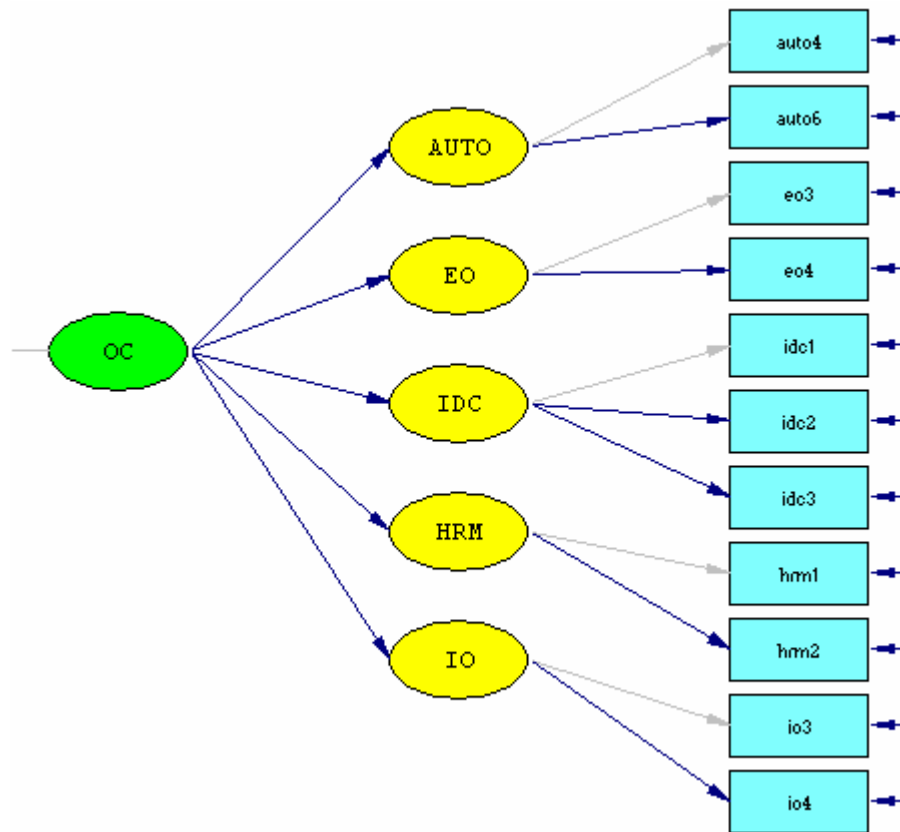 auto4
AUTO
auto6
eo3
EO
eo4
OC
idc1
IDC
idc2
idc3
HRM
hrm1
hrm2
IO
io3
io4